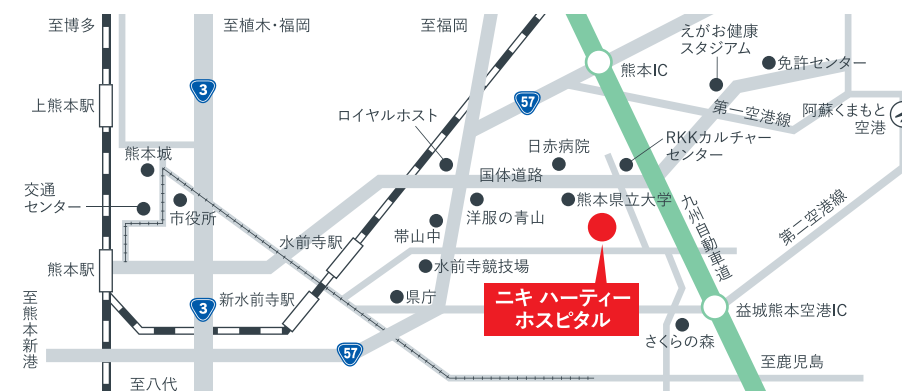 至博多
至植木・福岡
至福岡
えがお健康
スタジアム
免許センター
熊本IC
3
57
上熊本駅
ロイヤルホスト
第一空港線
阿蘇くまもと
空港
日赤病院
RKKカルチャー
センター
熊本城
国体道路
交通
センター
市役所
洋服の青山
熊本県立大学
九州自動車道
第二空港線
帯山中
水前寺駅
熊本駅
水前寺競技場
新水前寺駅
県庁
ニキ ハーティー
ホスピタル
至熊本新港
3
益城熊本空港IC
さくらの森
57
至鹿児島
至八代